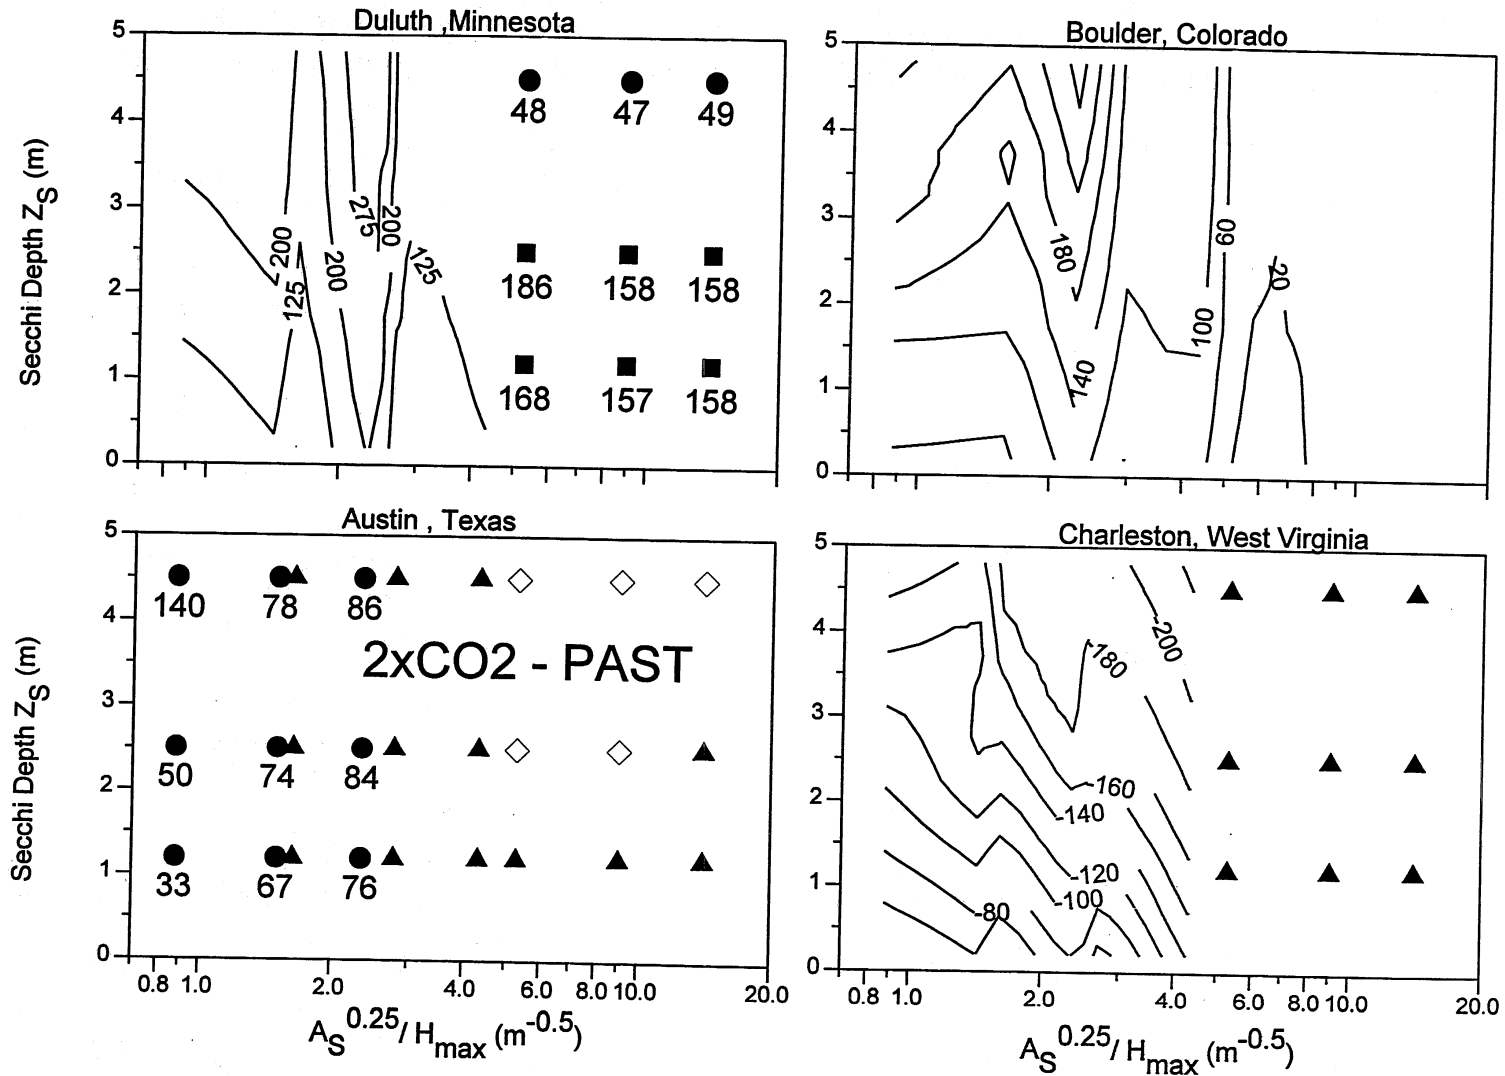 Duluth ,Minnesota
5
4
3
2
1
0
Secchi Depth Z_S (m)
48 47 49
200 125 200 275 200 125
186 158 158
168 157 158
Boulder, Colorado
5
4
3
2
1
0
180 140 100 60 20
Austin , Texas
5
4
3
2
1
0
Secchi Depth Z_S (m)
140 78 86
2xCO2 - PAST
50 74 84
33 67 76
0.8 1.0 2.0 4.0 6.0 8.0 10.0 20.0
A_S^0.25/ H_max (m^-0.5)
Charleston, West Virginia
5
4
3
2
1
0
-200
-180
-160
-140
-120
-100
-80
0.8 1.0 2.0 4.0 6.0 8.0 10.0 20.0
A_S^0.25/ H_max (m^-0.5)